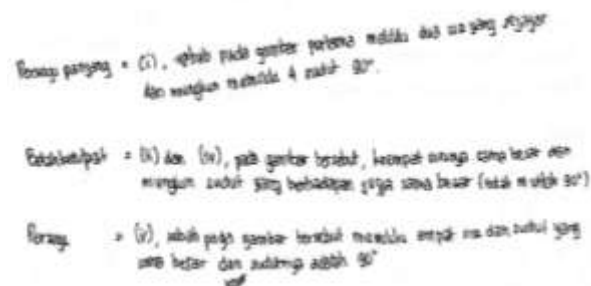 Persegi panjang = (i), sebab pada gambar pertama memiliki dua sisi yang sejajar
dan mungkin memiliki 4 sudut 90°.
Belahketupat = (ii) dan (iv), pada gambar tersebut, keempat sisinya sama besar dan
mungkin sudut yang berhadapan juga sama besar (tidak 90°)
Persegi = (v), sebab pada gambar tersebut memiliki empat sisi dan sudut yang
sama besar dan sudutnya adalah 90°